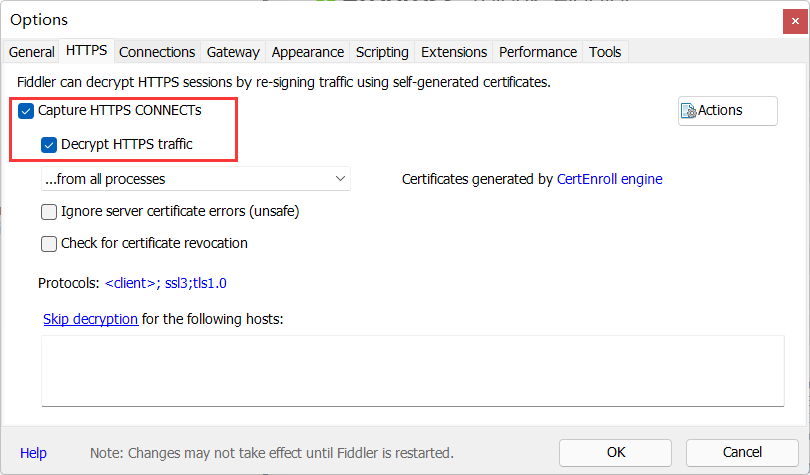 Options
General HTTPS Connections Gateway Appearance Scripting Extensions Performance Tools
Fiddler can decrypt HTTPS sessions by re-signing traffic using self-generated certificates.
Capture HTTPS CONNECTs
Actions
Decrypt HTTPS traffic
...from all processes
Certificates generated by CertEnroll engine
Ignore server certificate errors (unsafe)
Check for certificate revocation
Protocols: <client>; ssl3;tls1.0
Skip decryption for the following hosts:
Help
Note: Changes may not take effect until Fiddler is restarted.
OK
Cancel